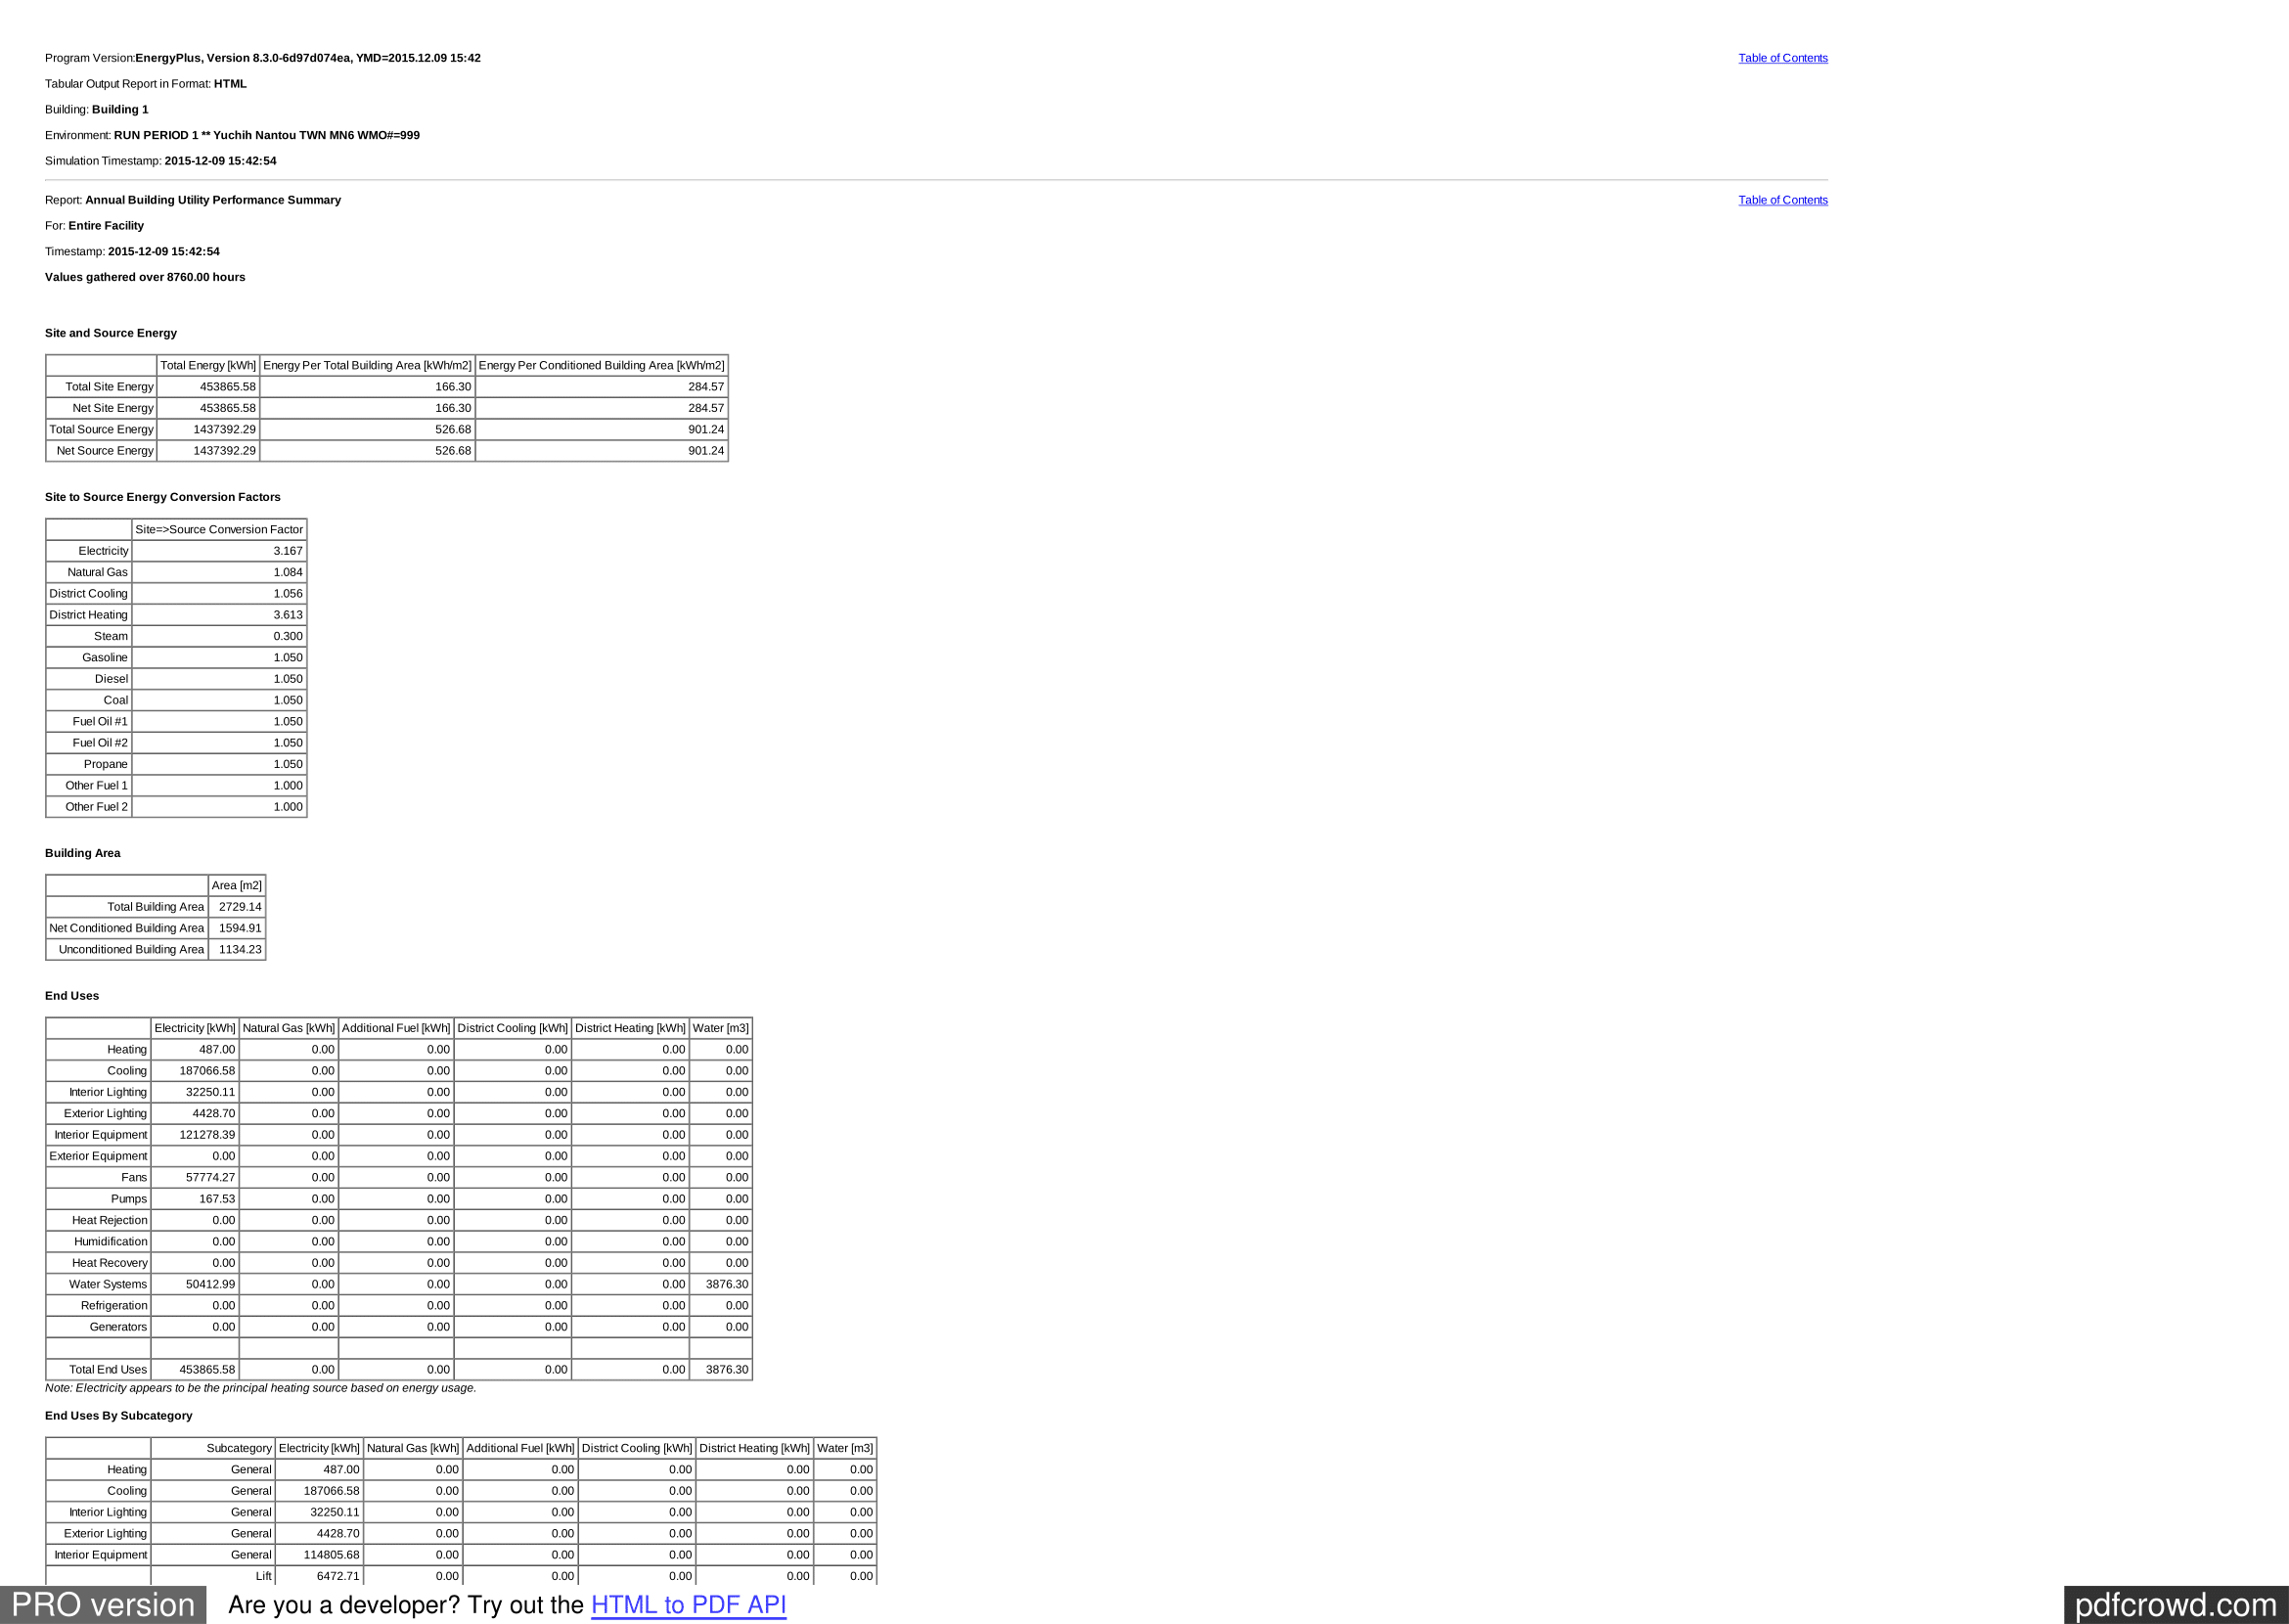 Program Version:EnergyPlus, Version 8.3.0-6d97d074ea, YMD=2015.12.09 15:42 Table of Contents
Tabular Output Report in Format: HTML
Building: Building 1
Environment: RUN PERIOD 1 ** Yuchih Nantou TWN MN6 WMO#=999
Simulation Timestamp: 2015-12-09 15:42:54
Report: Annual Building Utility Performance Summary Table of Contents
For: Entire Facility
Timestamp: 2015-12-09 15:42:54
Values gathered over 8760.00 hours
Site and Source Energy
Total Energy [kWh] Energy Per Total Building Area [kWh/m2] Energy Per Conditioned Building Area [kWh/m2]
Total Site Energy 453865.58 166.30 284.57
Net Site Energy 453865.58 166.30 284.57
Total Source Energy 1437392.29 526.68 901.24
Net Source Energy 1437392.29 526.68 901.24
Site to Source Energy Conversion Factors
Site=>Source Conversion Factor
Electricity 3.167
Natural Gas 1.084
District Cooling 1.056
District Heating 3.613
Steam 0.300
Gasoline 1.050
Diesel 1.050
Coal 1.050
Fuel Oil #1 1.050
Fuel Oil #2 1.050
Propane 1.050
Other Fuel 1 1.000
Other Fuel 2 1.000
Building Area
Area [m2]
Total Building Area 2729.14
Net Conditioned Building Area 1594.91
Unconditioned Building Area 1134.23
End Uses
Electricity [kWh] Natural Gas [kWh] Additional Fuel [kWh] District Cooling [kWh] District Heating [kWh] Water [m3]
Heating 487.00 0.00 0.00 0.00 0.00 0.00
Cooling 187066.58 0.00 0.00 0.00 0.00 0.00
Interior Lighting 32250.11 0.00 0.00 0.00 0.00 0.00
Exterior Lighting 4428.70 0.00 0.00 0.00 0.00 0.00
Interior Equipment 121278.39 0.00 0.00 0.00 0.00 0.00
Exterior Equipment 0.00 0.00 0.00 0.00 0.00 0.00
Fans 57774.27 0.00 0.00 0.00 0.00 0.00
Pumps 167.53 0.00 0.00 0.00 0.00 0.00
Heat Rejection 0.00 0.00 0.00 0.00 0.00 0.00
Humidification 0.00 0.00 0.00 0.00 0.00 0.00
Heat Recovery 0.00 0.00 0.00 0.00 0.00 0.00
Water Systems 50412.99 0.00 0.00 0.00 0.00 3876.30
Refrigeration 0.00 0.00 0.00 0.00 0.00 0.00
Generators 0.00 0.00 0.00 0.00 0.00 0.00
Total End Uses 453865.58 0.00 0.00 0.00 0.00 3876.30
Note: Electricity appears to be the principal heating source based on energy usage.
End Uses By Subcategory
Subcategory Electricity [kWh] Natural Gas [kWh] Additional Fuel [kWh] District Cooling [kWh] District Heating [kWh] Water [m3]
Heating General 487.00 0.00 0.00 0.00 0.00 0.00
Cooling General 187066.58 0.00 0.00 0.00 0.00 0.00
Interior Lighting General 32250.11 0.00 0.00 0.00 0.00 0.00
Exterior Lighting General 4428.70 0.00 0.00 0.00 0.00 0.00
Interior Equipment General 114805.68 0.00 0.00 0.00 0.00 0.00
Lift 6472.71 0.00 0.00 0.00 0.00 0.00
PRO version Are you a developer? Try out the HTML to PDF API pdfcrowd.com